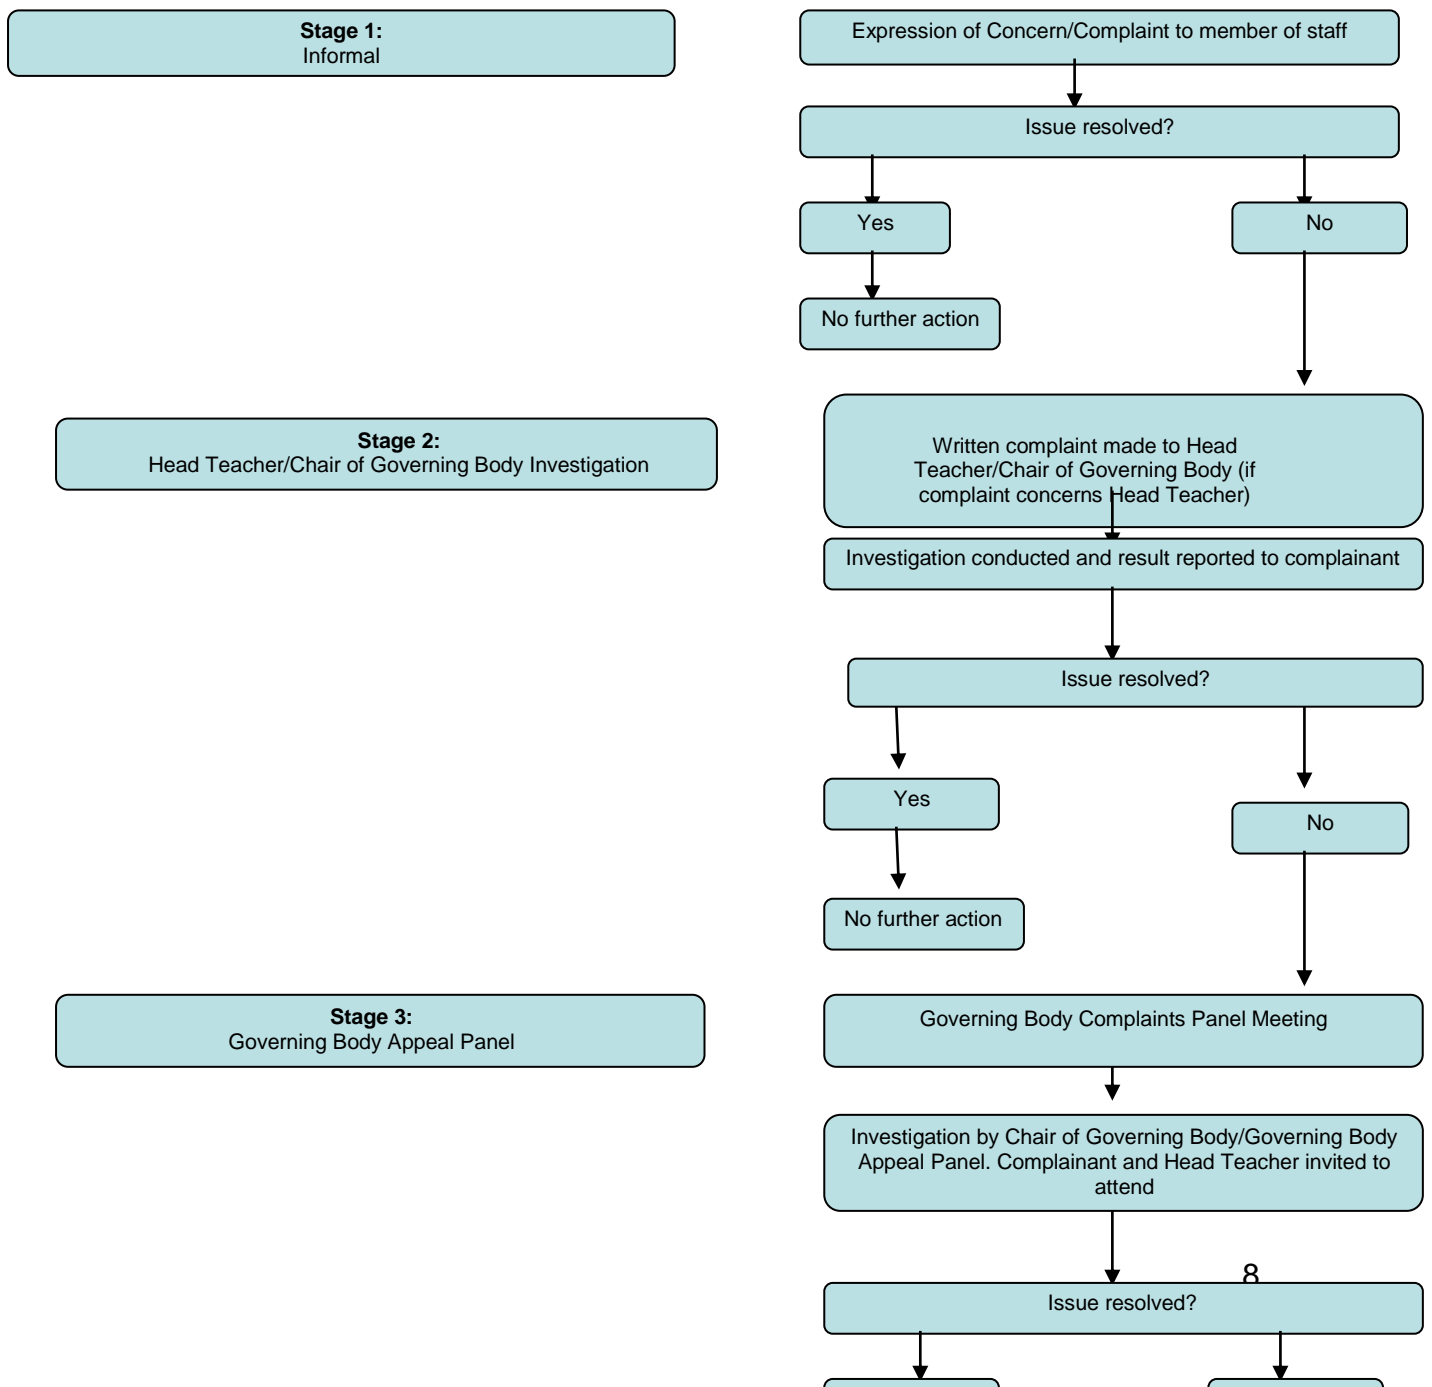 Stage 1:
Informal
Expression of Concern/Complaint to member of staff
Issue resolved?
Yes
No
No further action
Stage 2:
Head Teacher/Chair of Governing Body Investigation
Written complaint made to Head
Teacher/Chair of Governing Body (if
complaint concerns Head Teacher)
Investigation conducted and result reported to complainant
Issue resolved?
Yes
No
No further action
Stage 3:
Governing Body Appeal Panel
Governing Body Complaints Panel Meeting
Investigation by Chair of Governing Body/Governing Body
Appeal Panel. Complainant and Head Teacher invited to
attend
8
Issue resolved?